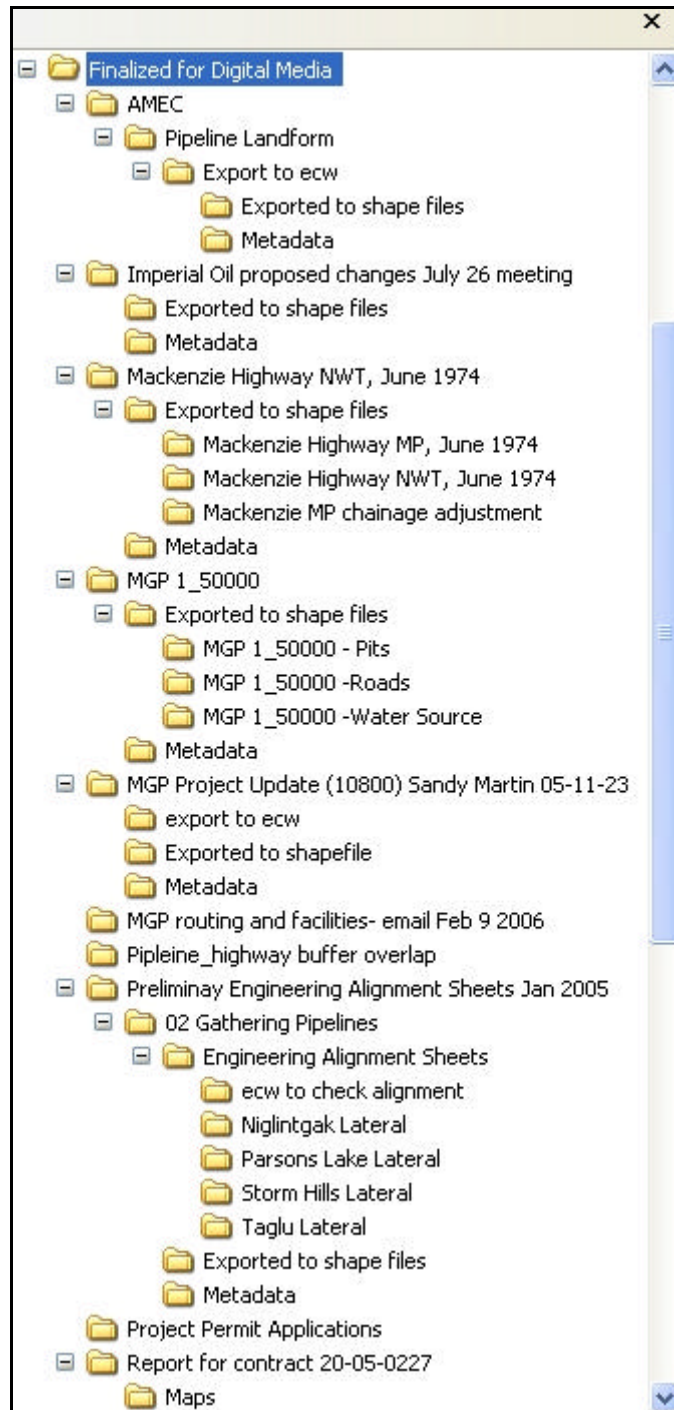 Finalized for Digital Media
AMEC
Pipeline Landform
Export to ecw
Exported to shape files
Metadata
Imperial Oil proposed changes July 26 meeting
Exported to shape files
Metadata
Mackenzie Highway NWT, June 1974
Exported to shape files
Mackenzie Highway MP, June 1974
Mackenzie Highway NWT, June 1974
Mackenzie MP chainage adjustment
Metadata
MGP 1_50000
Exported to shape files
MGP 1_50000 - Pits
MGP 1_50000 -Roads
MGP 1_50000 -Water Source
Metadata
MGP Project Update (10800) Sandy Martin 05-11-23
export to ecw
Exported to shapefile
Metadata
MGP routing and facilities- email Feb 9 2006
Pipleine_highway buffer overlap
Preliminay Engineering Alignment Sheets Jan 2005
02 Gathering Pipelines
Engineering Alignment Sheets
ecw to check alignment
Niglintgak Lateral
Parsons Lake Lateral
Storm Hills Lateral
Taglu Lateral
Exported to shape files
Metadata
Project Permit Applications
Report for contract 20-05-0227
Maps